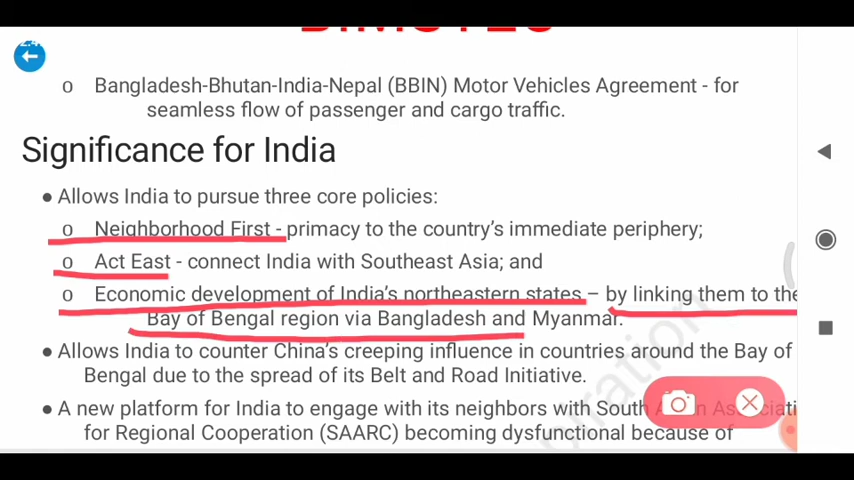 o Bangladesh-Bhutan-India-Nepal (BBIN) Motor Vehicles Agreement - for
seamless flow of passenger and cargo traffic.
Significance for India
● Allows India to pursue three core policies:
o Neighborhood First - primacy to the country's immediate periphery;
o Act East - connect India with Southeast Asia; and
o Economic development of India's northeastern states – by linking them to the
Bay of Bengal region via Bangladesh and Myanmar.
● Allows India to counter China's creeping influence in countries around the Bay of
Bengal due to the spread of its Belt and Road Initiative.
● A new platform for India to engage with its neighbors with South
for Regional Cooperation (SAARC) becoming dysfunctional because of